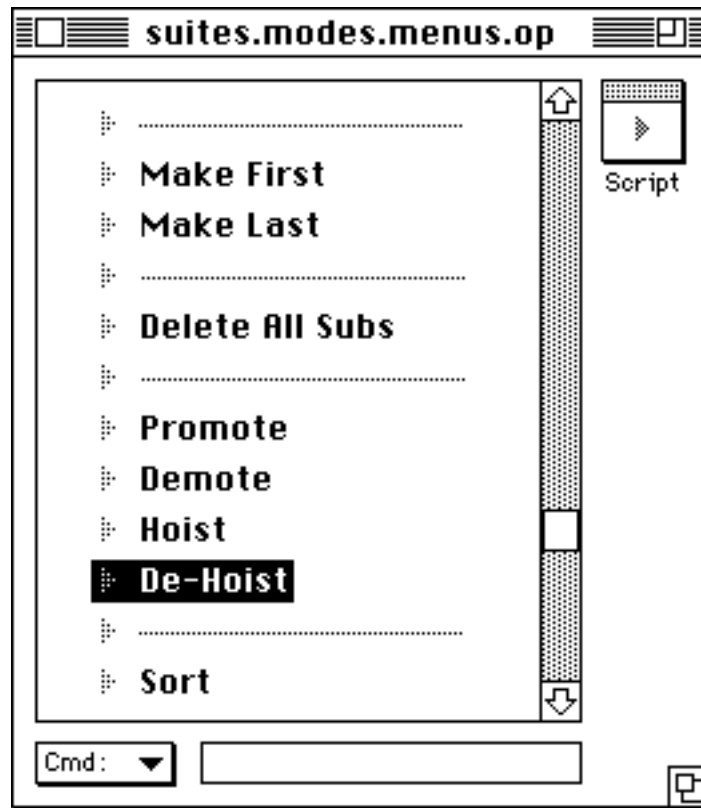 suites.modes.menus.op
Make First
Script
Make Last
Delete All Subs
Promote
Demote
Hoist
De-Hoist
Sort
Cmd: